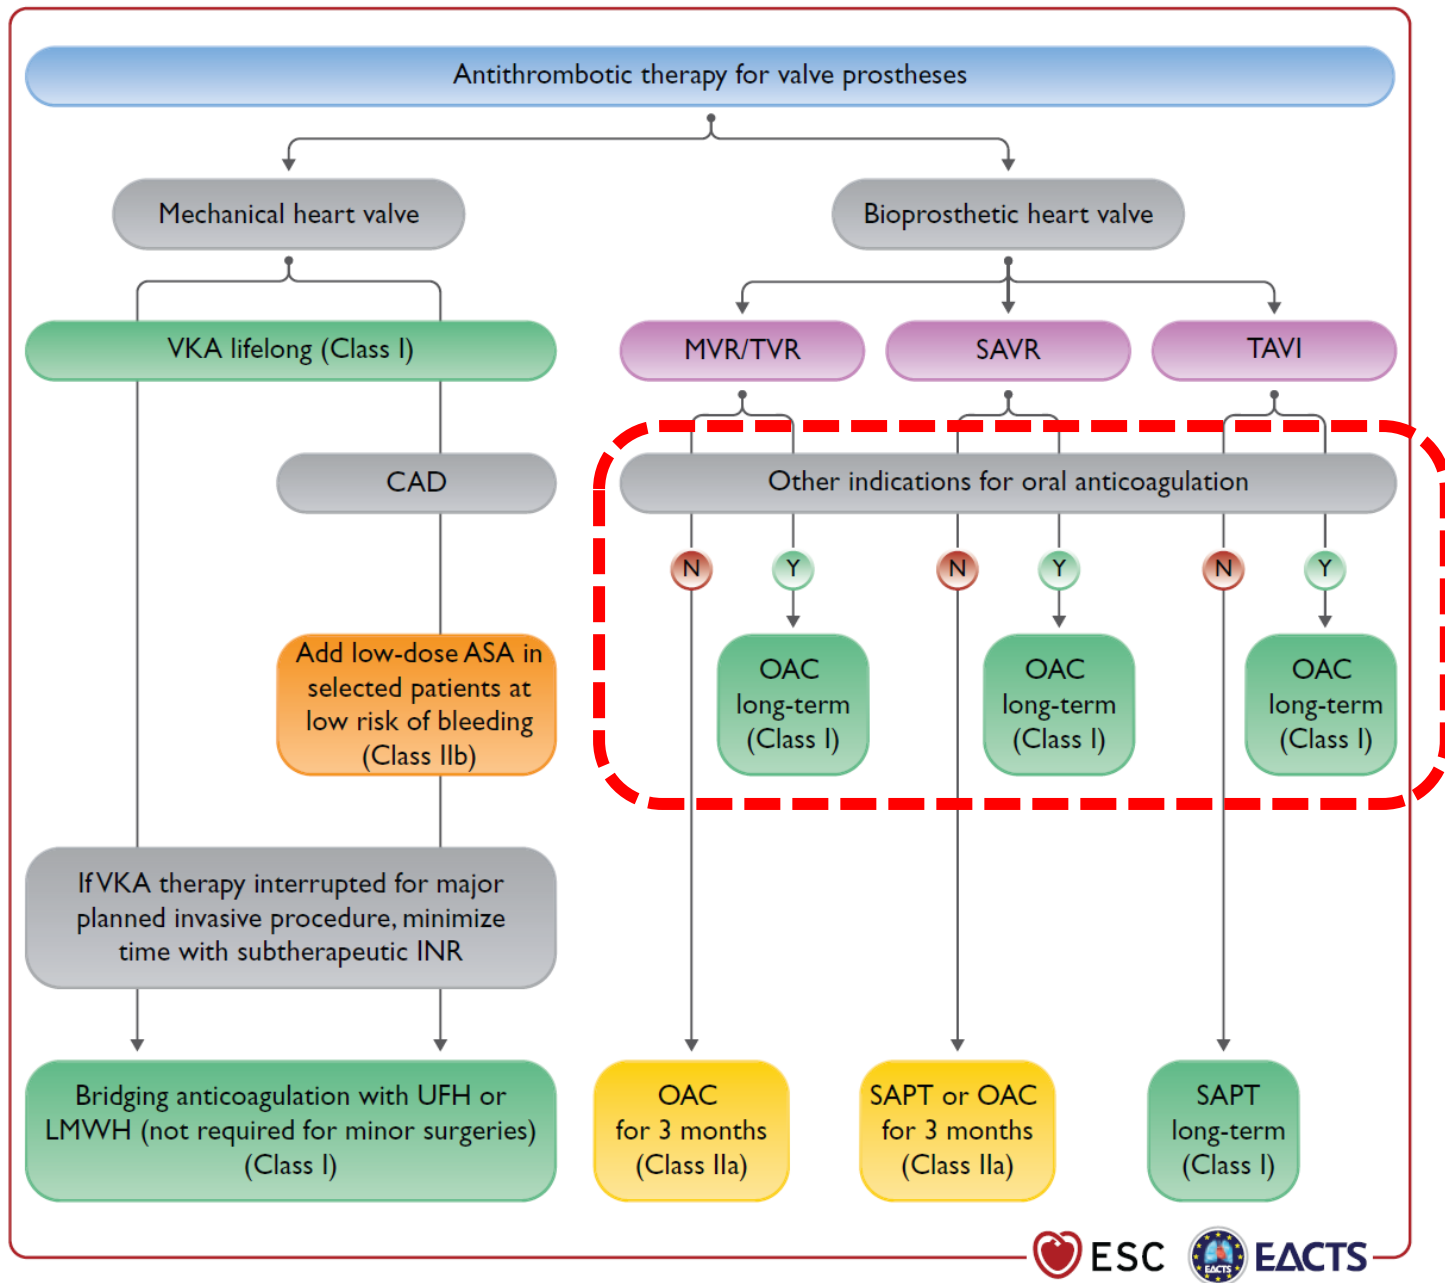 Antithrombotic therapy for valve prostheses
Mechanical heart valve
Bioprosthetic heart valve
VKA lifelong (Class I)
MVR/TVR
SAVR
TAVI
CAD
Other indications for oral anticoagulation
N
Y
N
Y
N
Y
Add low-dose ASA in
selected patients at
low risk of bleeding
(Class IIb)
OAC
long-term
(Class I)
OAC
long-term
(Class I)
OAC
long-term
(Class I)
If VKA therapy interrupted for major
planned invasive procedure, minimize
time with subtherapeutic INR
Bridging anticoagulation with UFH or
LMWH (not required for minor surgeries)
(Class I)
OAC
for 3 months
(Class IIa)
SAPT or OAC
for 3 months
(Class IIa)
SAPT
long-term
(Class I)
ESC
EACTS
EACTS